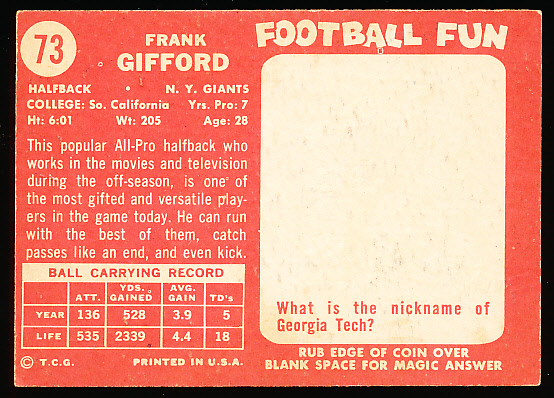 73
FRANK
GIFFORD
HALFBACK • N. Y. GIANTS
COLLEGE: So. California Yrs. Pro: 7
Ht: 6:01 Wt: 205 Age: 28
This popular All-Pro halfback who
works in the movies and television
during the off-season, is one of
the most gifted and versatile play-
ers in the game today. He can run
with the best of them, catch
passes like an end, and even kick.
BALL CARRYING RECORD
ATT. YDS. GAINED AVG. GAIN TD's
YEAR 136 528 3.9 5
LIFE 535 2339 4.4 18
© T.C.G. PRINTED IN U.S.A.
FOOTBALL FUN
What is the nickname of
Georgia Tech?
RUB EDGE OF COIN OVER
BLANK SPACE FOR MAGIC ANSWER